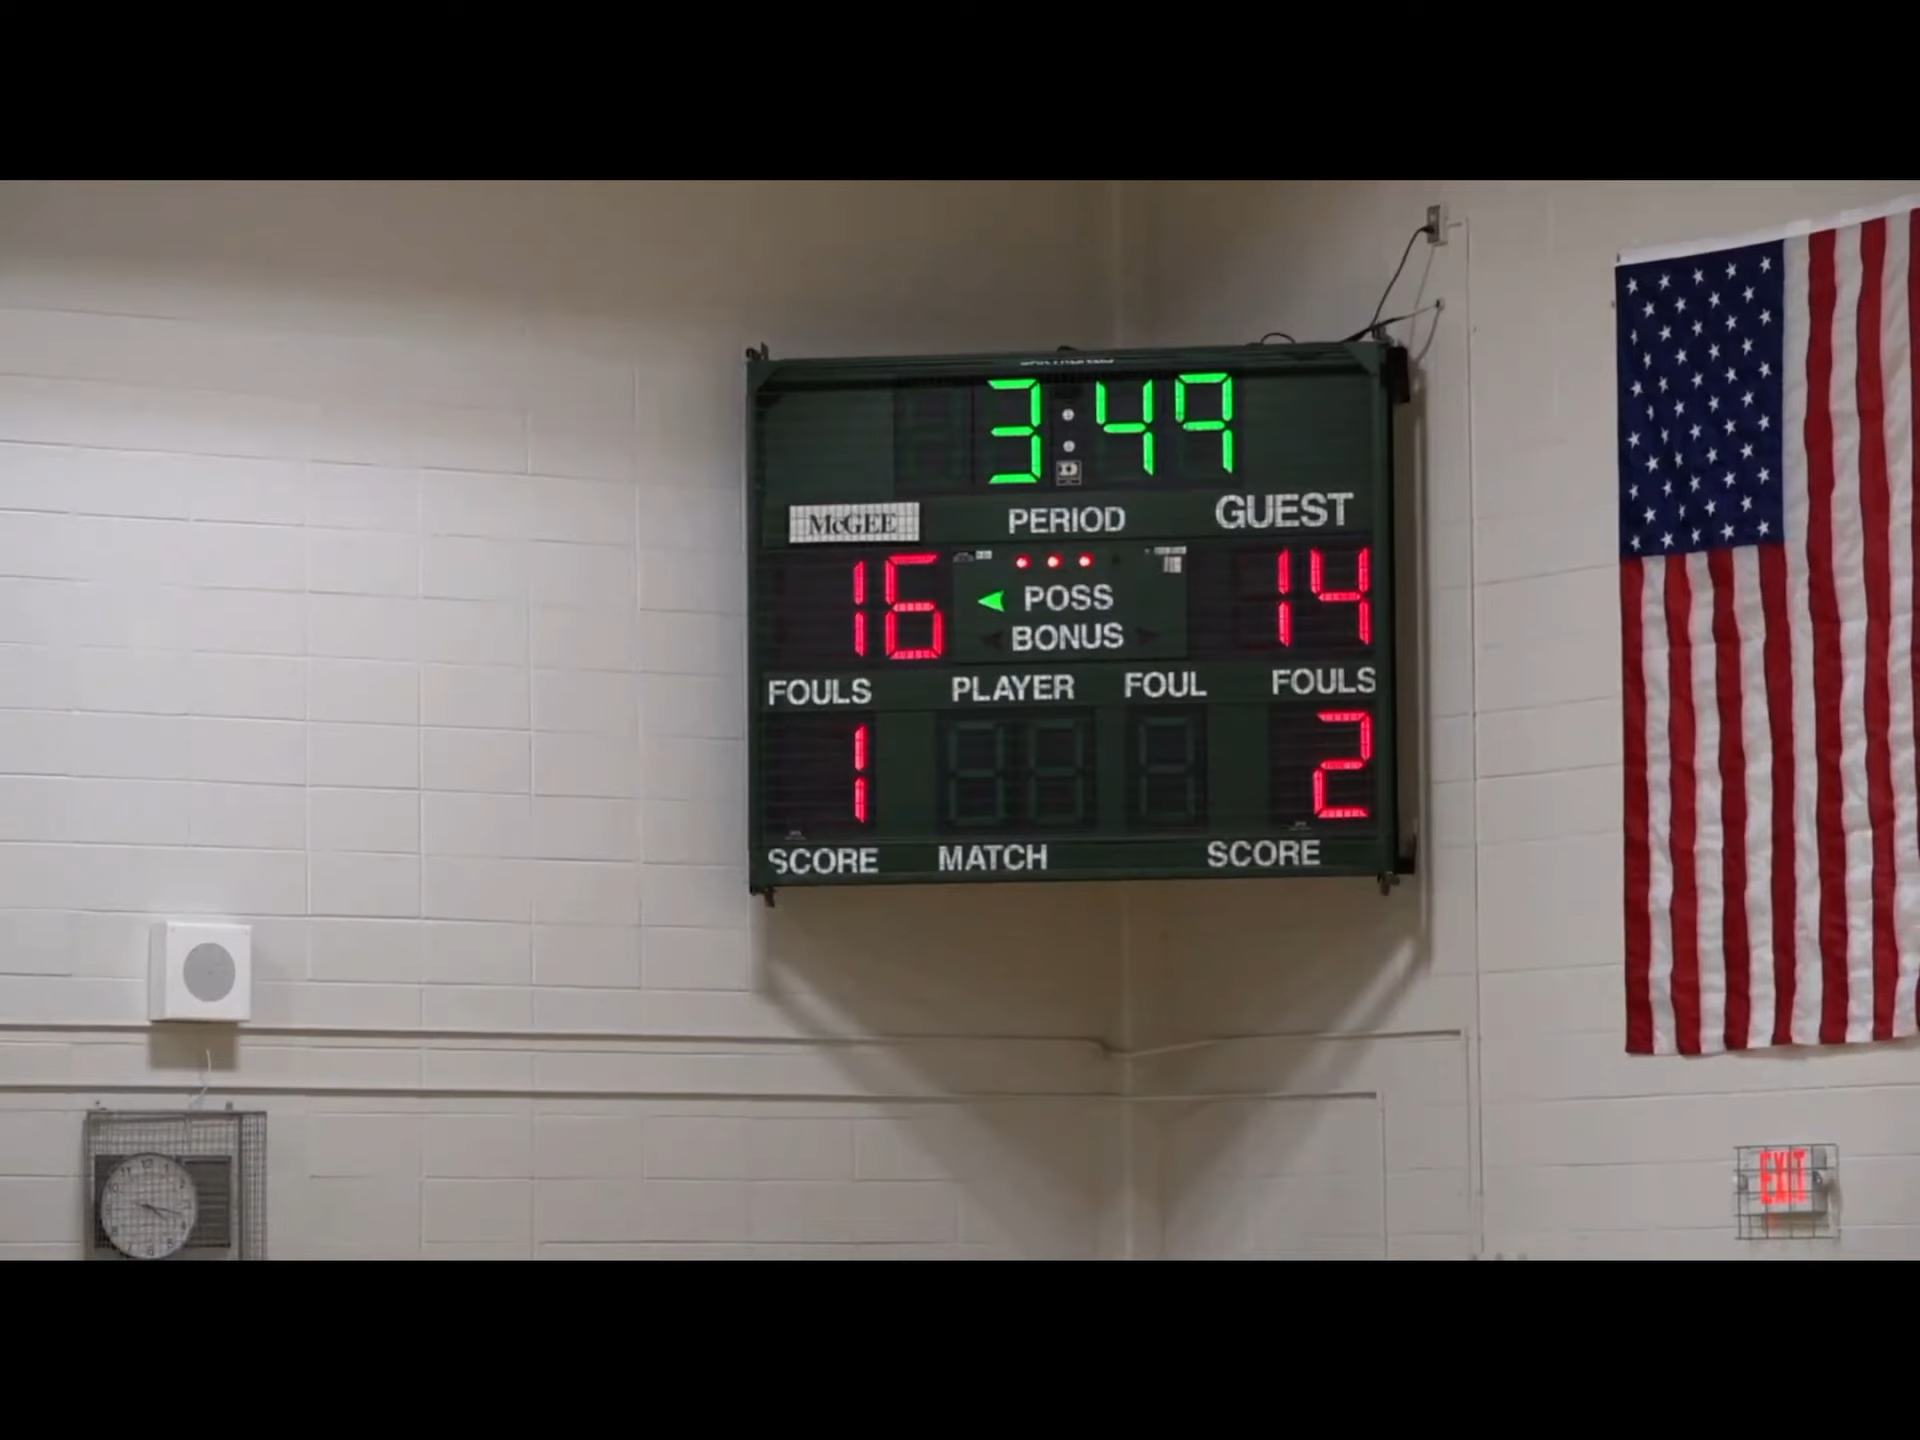 3:49
McGEE PERIOD GUEST
16 POSS 14
BONUS
FOULS PLAYER FOUL FOULS
1 2
SCORE MATCH SCORE
EXIT